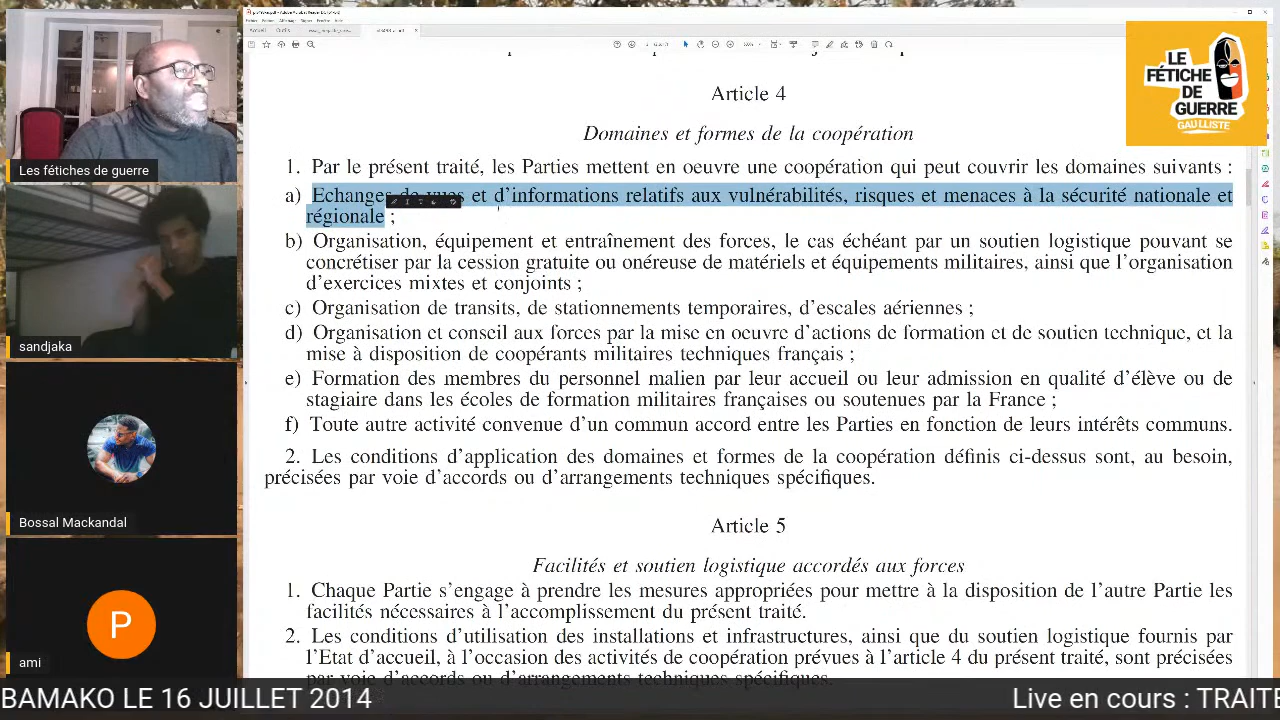 Article 4
Domaines et formes de la coopération
1. Par le présent traité, les Parties mettent en oeuvre une coopération qui peut couvrir les domaines suivants :
a) Echanges de vues et d’informations relatifs aux vulnérabilités, risques et menaces à la sécurité nationale et
régionale ;
b) Organisation, équipement et entraînement des forces, le cas échéant par un soutien logistique pouvant se
concrétiser par la cession gratuite ou onéreuse de matériels et équipements militaires, ainsi que l’organisation
d’exercices mixtes et conjoints ;
c) Organisation de transits, de stationnements temporaires, d’escales aériennes ;
d) Organisation et conseil aux forces par la mise en oeuvre d’actions de formation et de soutien technique, et la
mise à disposition de coopérants militaires techniques français ;
e) Formation des membres du personnel malien par leur accueil ou leur admission en qualité d’élève ou de
stagiaire dans les écoles de formation militaires françaises ou soutenues par la France ;
f) Toute autre activité convenue d’un commun accord entre les Parties en fonction de leurs intérêts communs.
2. Les conditions d’application des domaines et formes de la coopération définis ci-dessus sont, au besoin,
précisées par voie d’accords ou d’arrangements techniques spécifiques.
Article 5
Facilités et soutien logistique accordés aux forces
1. Chaque Partie s’engage à prendre les mesures appropriées pour mettre à la disposition de l’autre Partie les
facilités nécessaires à l’accomplissement du présent traité.
2. Les conditions d’utilisation des installations et infrastructures, ainsi que du soutien logistique fournis par
l’Etat d’accueil, à l’occasion des activités de coopération prévues à l’article 4 du présent traité, sont précisées
par voie d’accords ou d’arrangements techniques spécifiques.
LE
FÉTICHE
DE
GUERRE
GAULLISTE
Les fétiches de guerre
sandjaka
Bossal Mackandal
P
ami
BAMAKO LE 16 JUILLET 2014
Live en cours : TRAITE